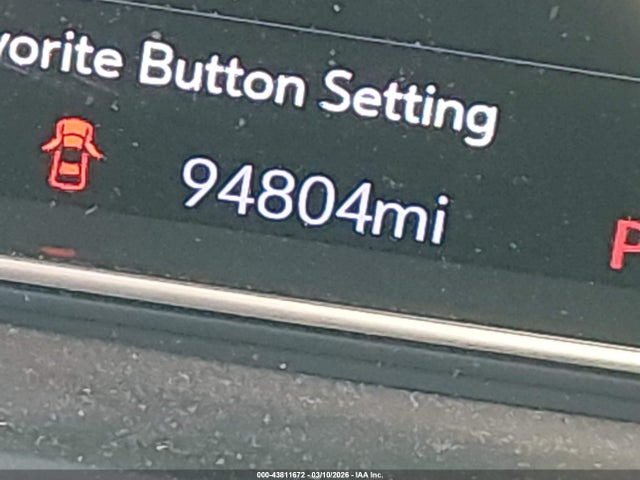 vorite Button Setting
94804mi
P
000-43811672 - 03/10/2026 - IAA Inc.